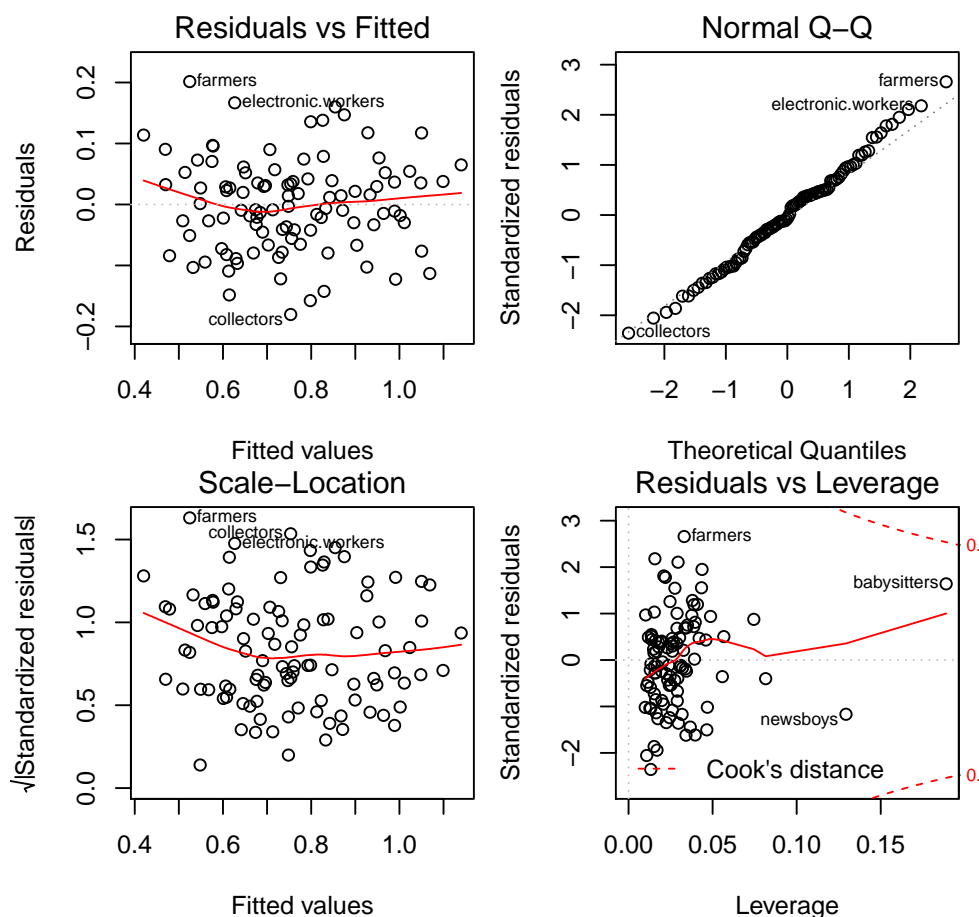 Residuals vs Fitted
Residuals
0.2
0.1
0.0
−0.2
farmers
electronic.workers
collectors
0.4 0.6 0.8 1.0
Fitted values
Normal Q−Q
Standardized residuals
3
2
1
0
−1
−2
farmers
electronic.workers
collectors
−2 −1 0 1 2
Theoretical Quantiles
Scale−Location
√|Standardized residuals|
1.5
1.0
0.5
0.0
farmers
collectors
electronic.workers
0.4 0.6 0.8 1.0
Fitted values
Residuals vs Leverage
Standardized residuals
3
2
1
0
−2
farmers
babysitters
newsboys
Cook's distance
0.
0.
0.00 0.05 0.10 0.15
Leverage